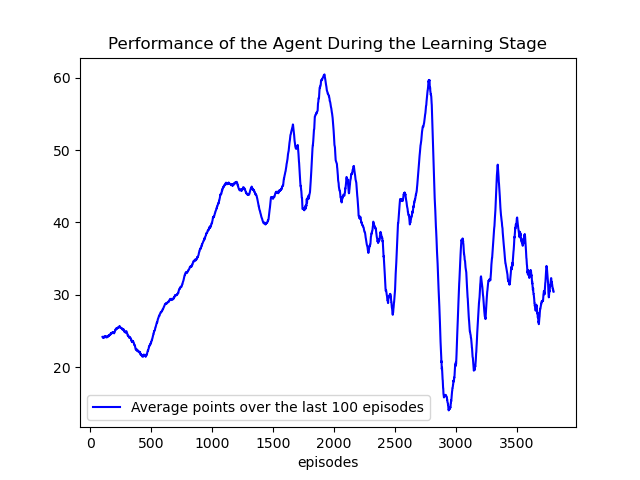 Performance of the Agent During the Learning Stage
60
50
40
30
20
Average points over the last 100 episodes
0 500 1000 1500 2000 2500 3000 3500
episodes